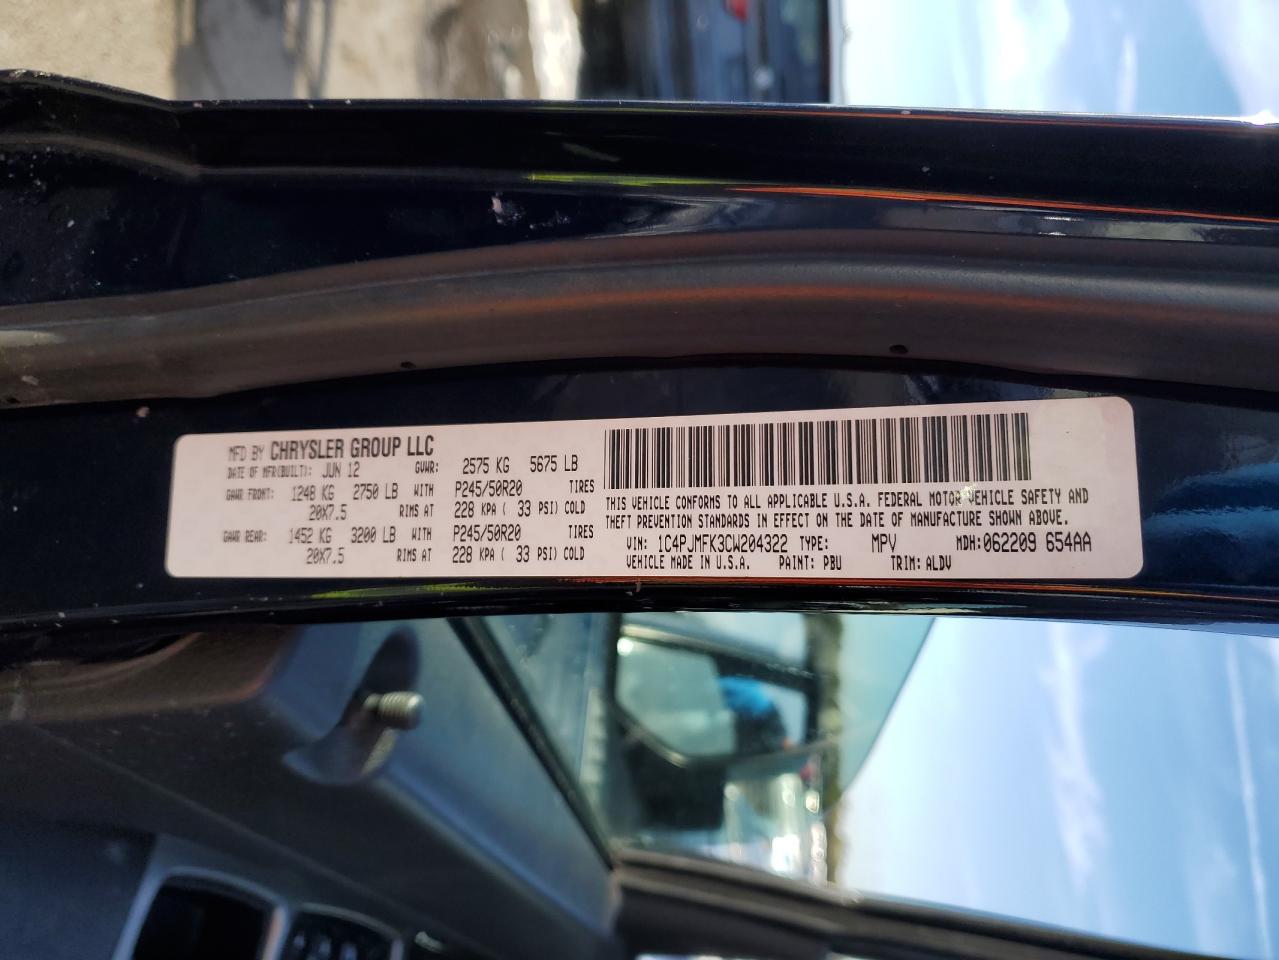 MFD BY CHRYSLER GROUP LLC
DATE OF MFR(BUILT): JUN 12 GVWR: 2575 KG 5675 LB
GAWR FRONT: 1248 KG 2750 LB WITH P245/50R20 TIRES
20X7.5 RIMS AT 228 KPA ( 33 PSI) COLD
GAWR REAR: 1452 KG 3200 LB WITH P245/50R20 TIRES
20X7.5 RIMS AT 228 KPA ( 33 PSI) COLD
THIS VEHICLE CONFORMS TO ALL APPLICABLE U.S.A. FEDERAL MOTOR VEHICLE SAFETY AND
THEFT PREVENTION STANDARDS IN EFFECT ON THE DATE OF MANUFACTURE SHOWN ABOVE.
VIN: 1C4PJMFK3CW204322 TYPE: MPV MDH: 062209 654AA
VEHICLE MADE IN U.S.A. PAINT: PBU TRIM: ALDV